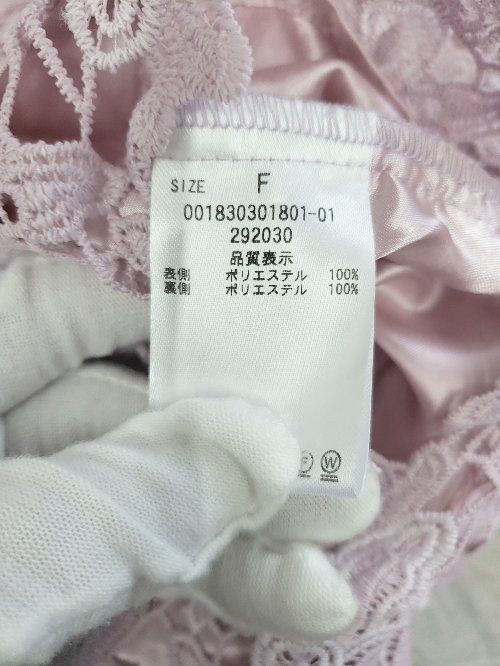 SIZE F
001830301801-01
292030
品質表示
表側 ポリエステル 100%
裏側 ポリエステル 100%
F W